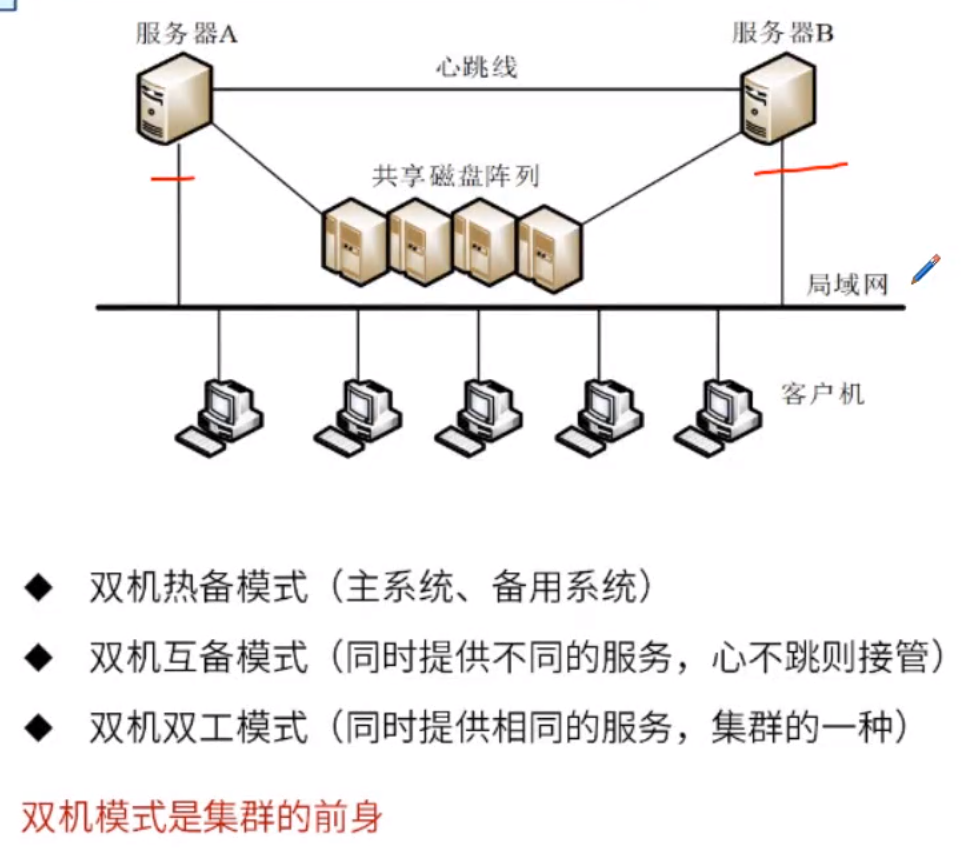 服务器A
服务器B
心跳线
共享磁盘阵列
局域网
客户机
◆ 双机热备模式（主系统、备用系统）
◆ 双机互备模式（同时提供不同的服务，心不跳则接管）
◆ 双机双工模式（同时提供相同的服务，集群的一种）
双机模式是集群的前身